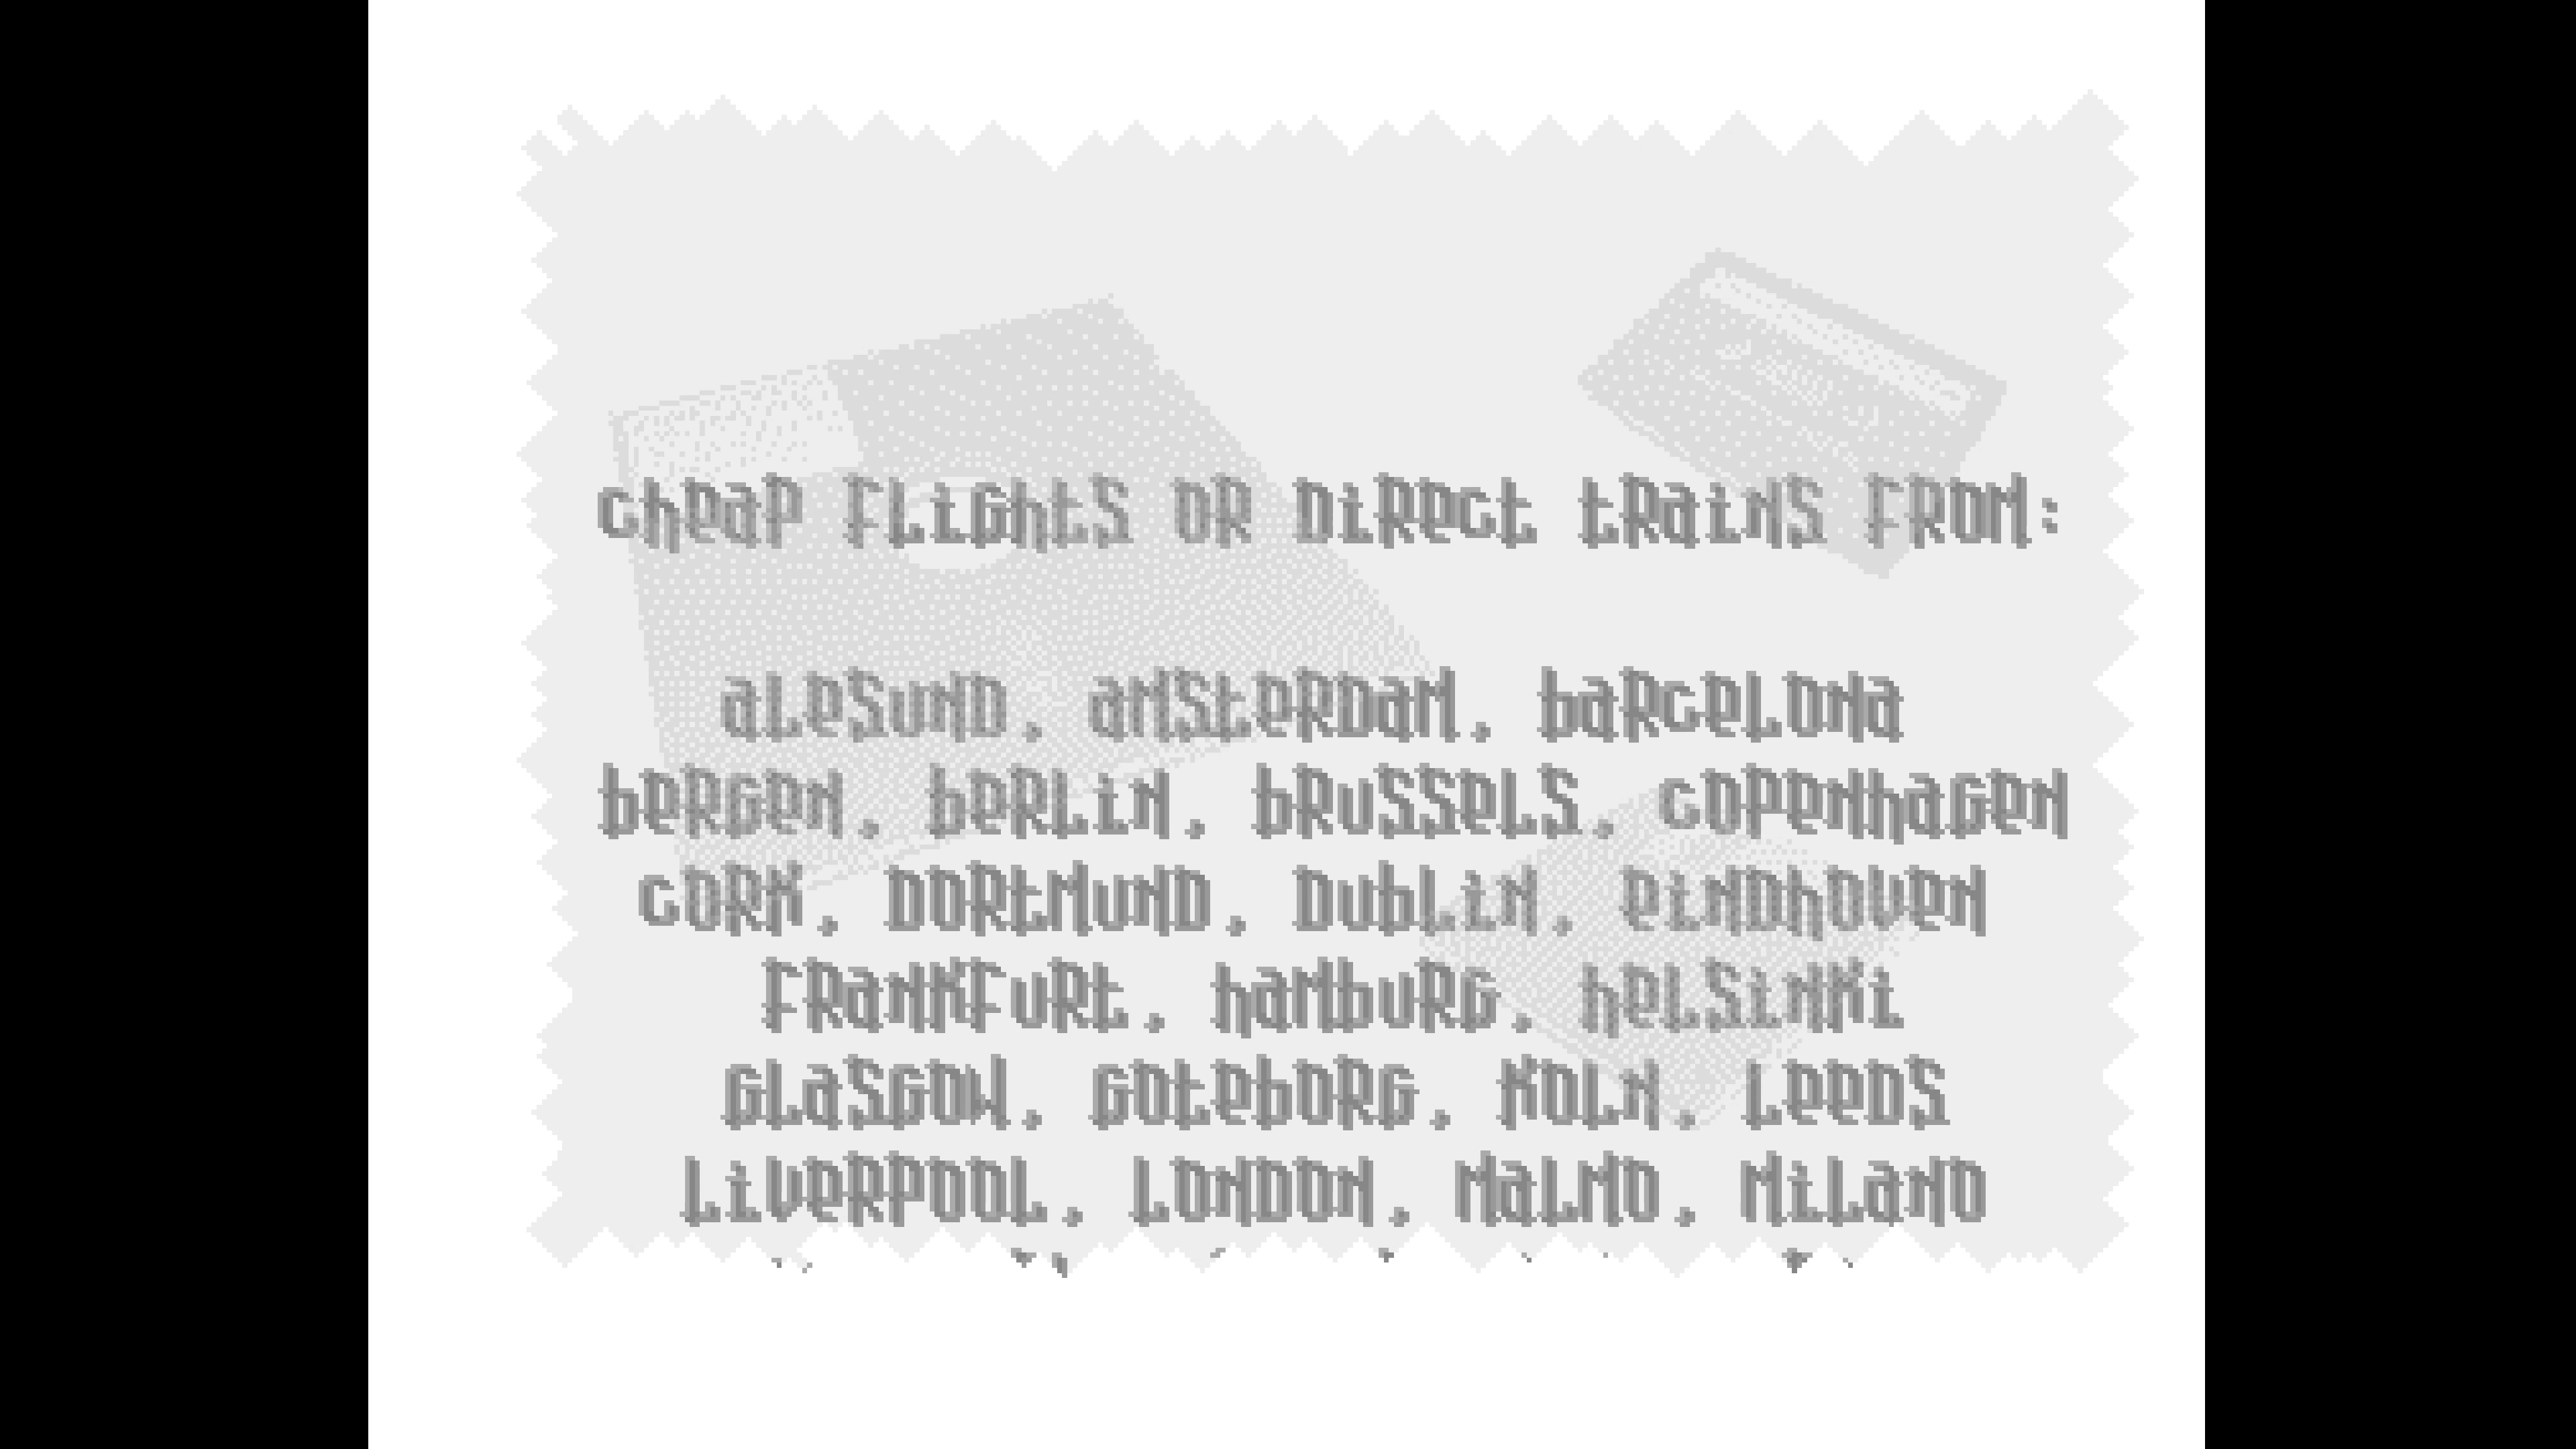 CHEAP FLIGHTS OR DIRECT TRAINS FROM:
ALESUND, AMSTERDAM, BARCELONA
BERGEN, BERLIN, BRUSSELS, COPENHAGEN
CORK, DORTMUND, DUBLIN, EINDHOVEN
FRANKFURT, HAMBURG, HELSINKI
GLASGOW, GOTEBORG, KOLN, LEEDS
LIVERPOOL, LONDON, MALMO, MILANO